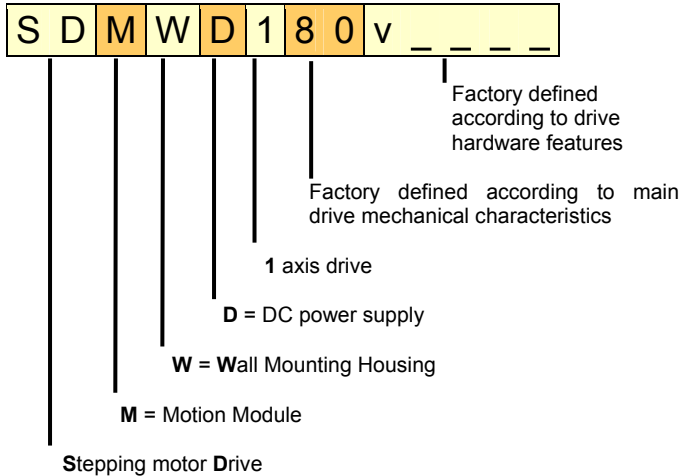 S D M W D 1 8 0 v _ _ _ _
Factory defined
according to drive
hardware features
Factory defined according to main
drive mechanical characteristics
1 axis drive
D = DC power supply
W = Wall Mounting Housing
M = Motion Module
Stepping motor Drive